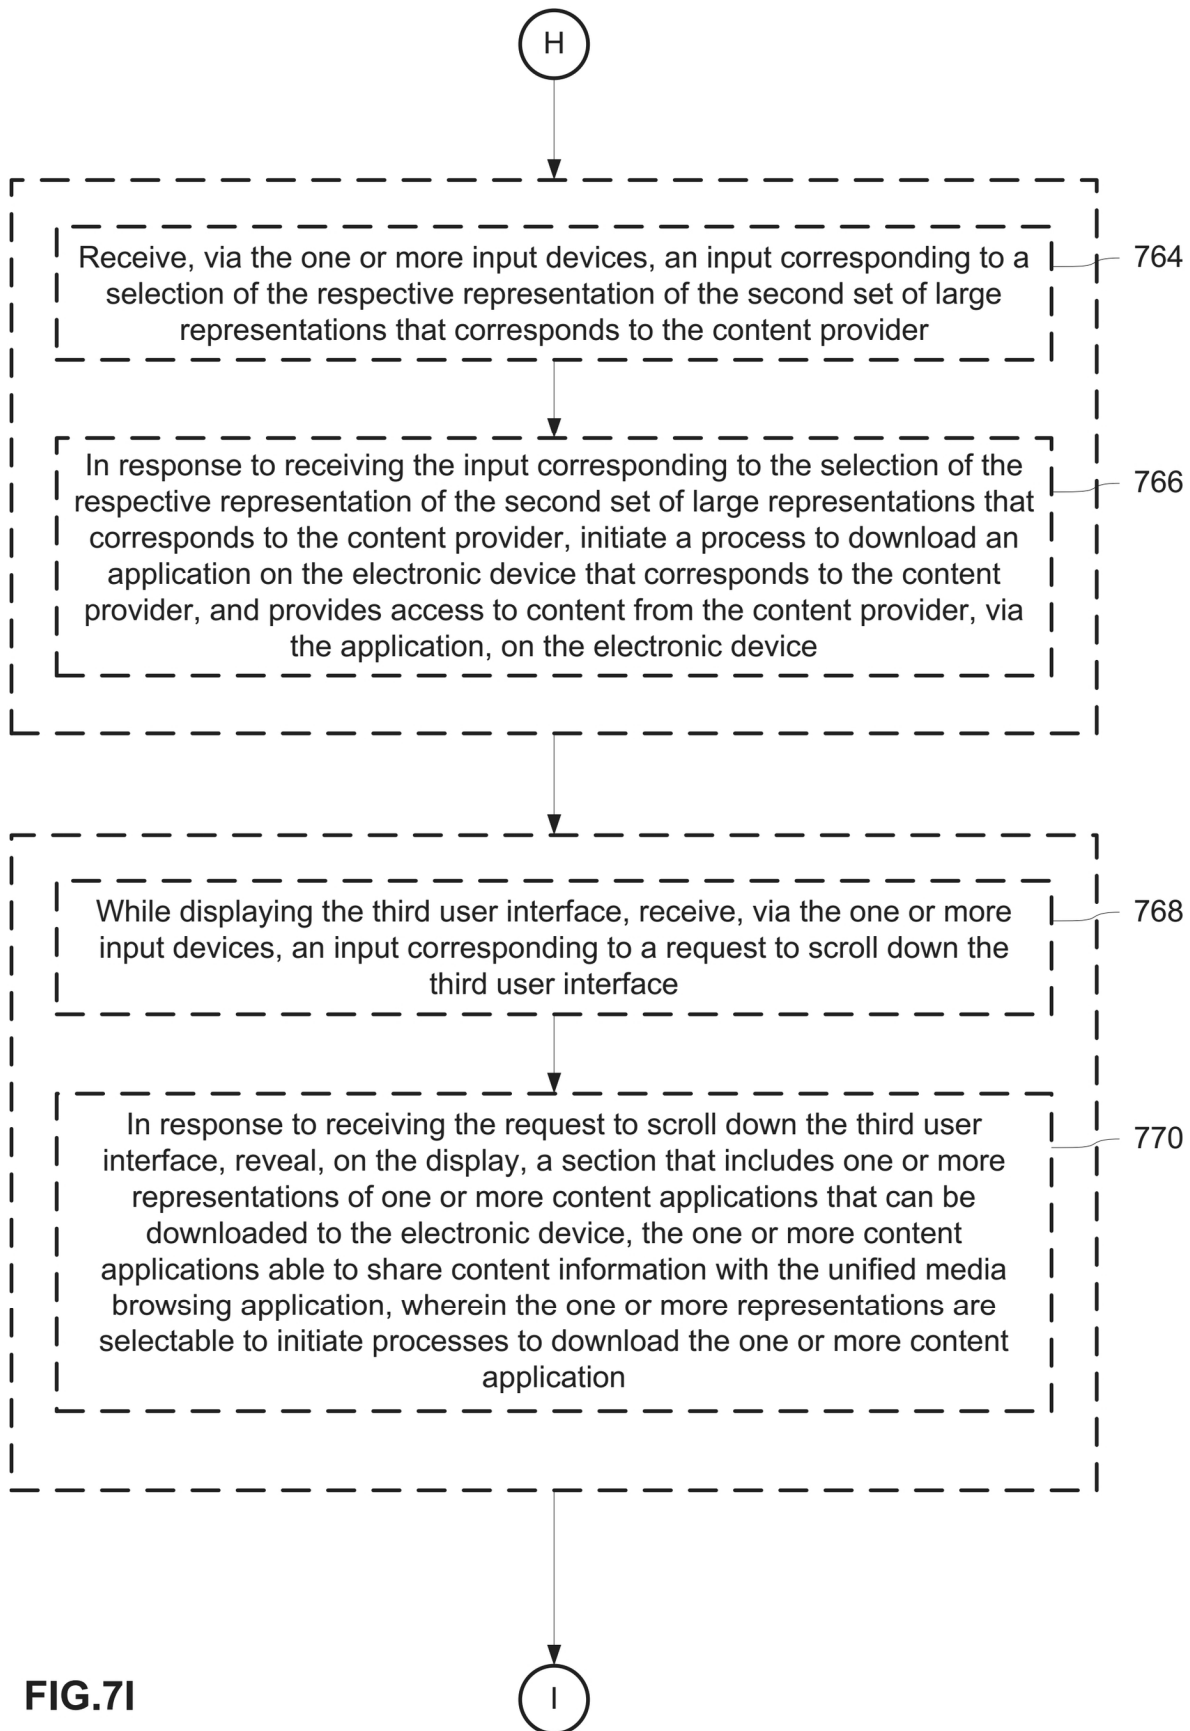 H
Receive, via the one or more input devices, an input corresponding to a
selection of the respective representation of the second set of large
representations that corresponds to the content provider
764
In response to receiving the input corresponding to the selection of the
respective representation of the second set of large representations that
corresponds to the content provider, initiate a process to download an
application on the electronic device that corresponds to the content
provider, and provides access to content from the content provider, via
the application, on the electronic device
766
While displaying the third user interface, receive, via the one or more
input devices, an input corresponding to a request to scroll down the
third user interface
768
In response to receiving the request to scroll down the third user
interface, reveal, on the display, a section that includes one or more
representations of one or more content applications that can be
downloaded to the electronic device, the one or more content
applications able to share content information with the unified media
browsing application, wherein the one or more representations are
selectable to initiate processes to download the one or more content
application
770
FIG.7I
I